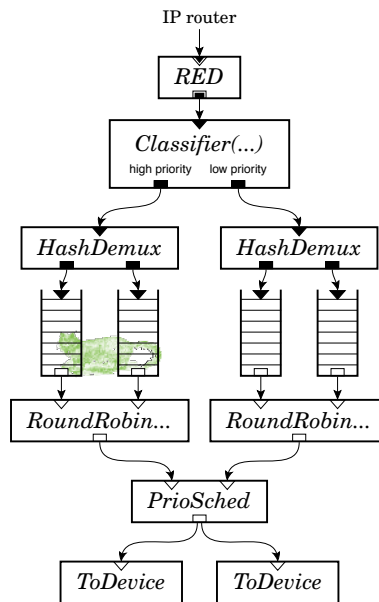 IP router
RED
Classifier(...)
high priority low priority
HashDemux HashDemux
RoundRobin... RoundRobin...
PrioSched
ToDevice ToDevice